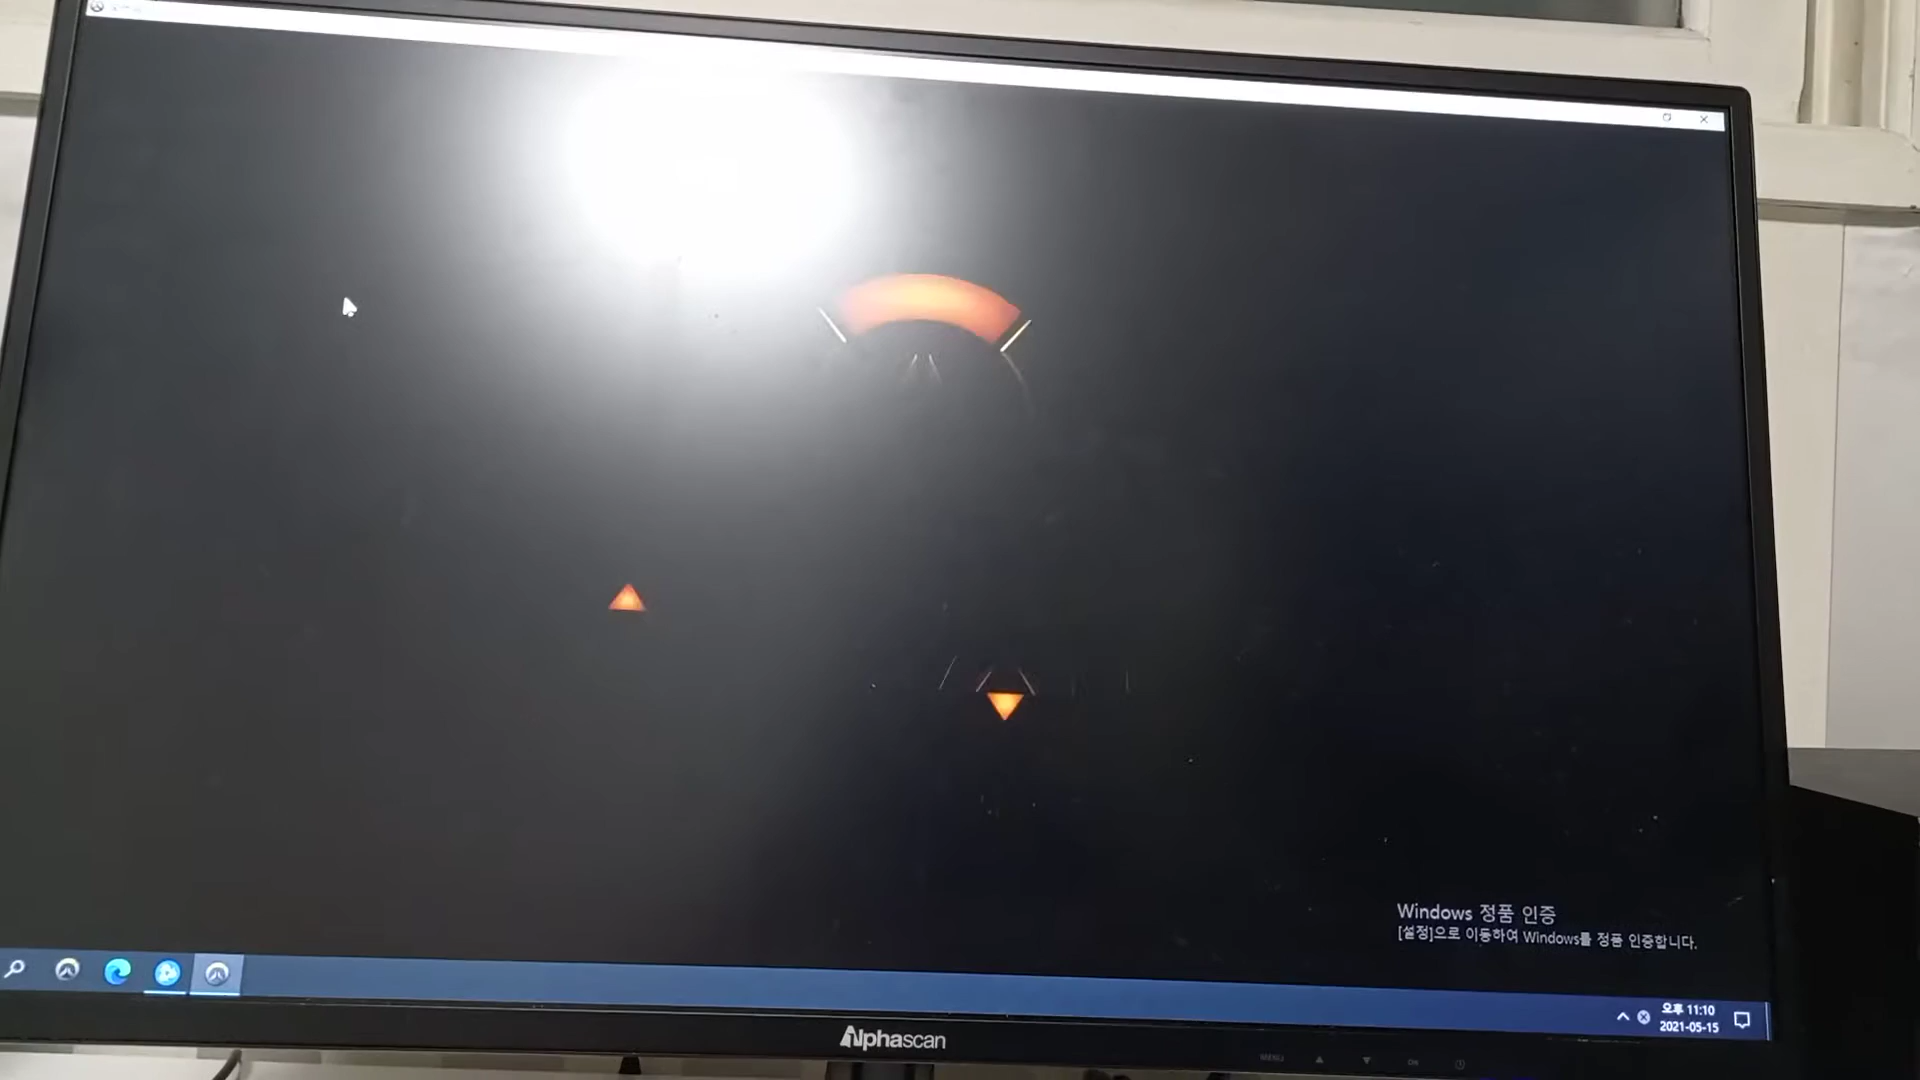 Windows 정품 인증
[설정]으로 이동하여 Windows를 정품 인증합니다.
오후 11:10
2021-05-15
Alphascan
MENU